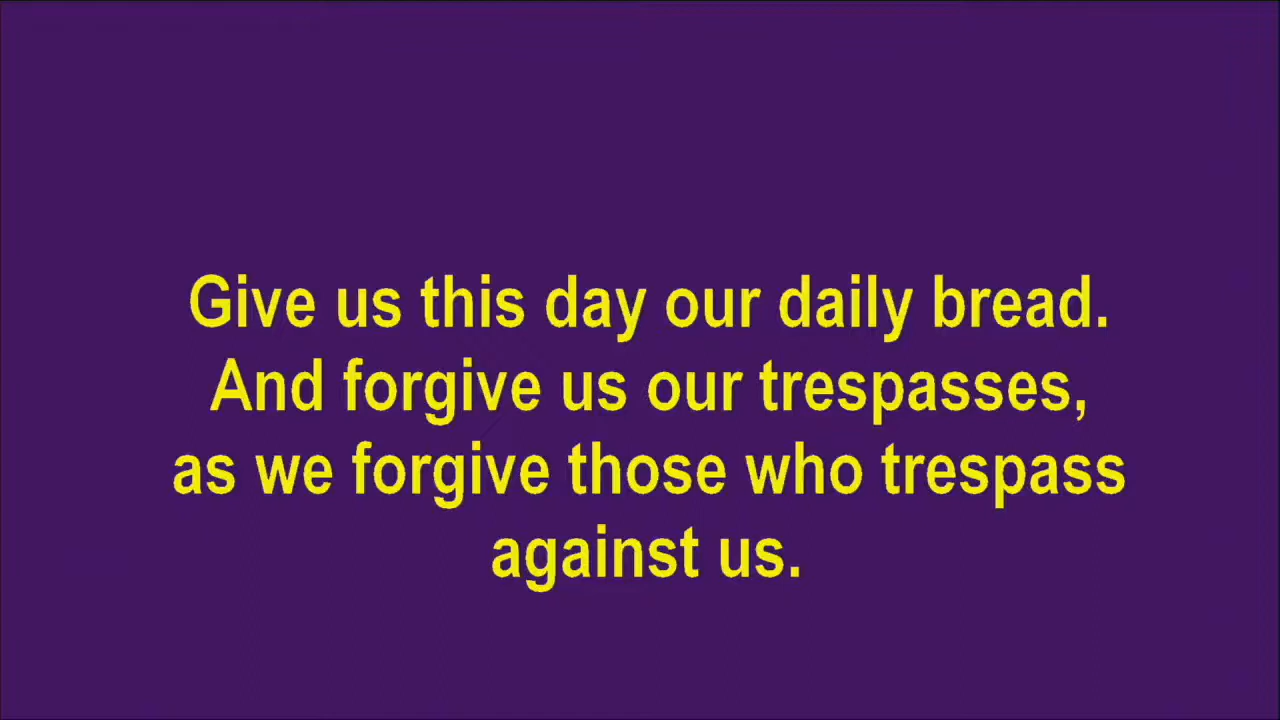 Give us this day our daily bread.
And forgive us our trespasses,
as we forgive those who trespass
against us.